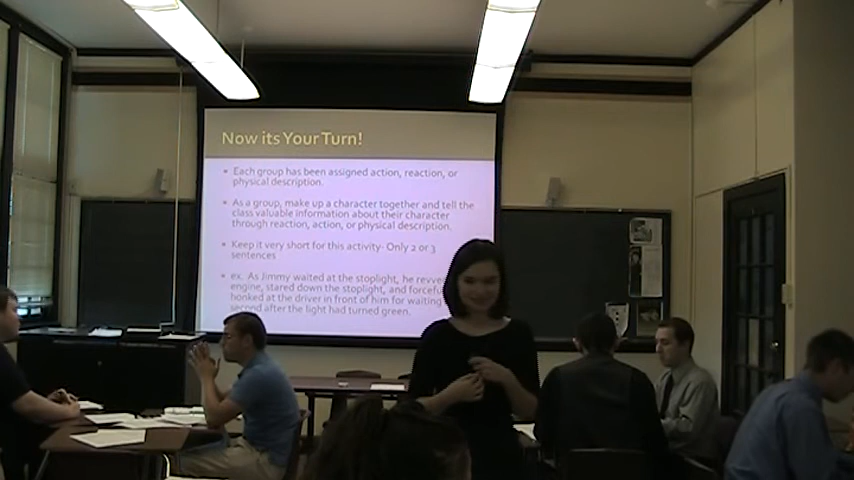 Now its Your Turn!
Each group has been assigned action, reaction, or
physical description.
As a group, make up a character together and tell the
class valuable information about their character
through reaction, action, or physical description.
Keep it very short for this activity- Only 2 or 3
sentences
ex. As Jimmy waited at the stoplight, he
engine, stared down the stoplight, and
honked at the driver in front of him for waiting
second after the light had turned green.